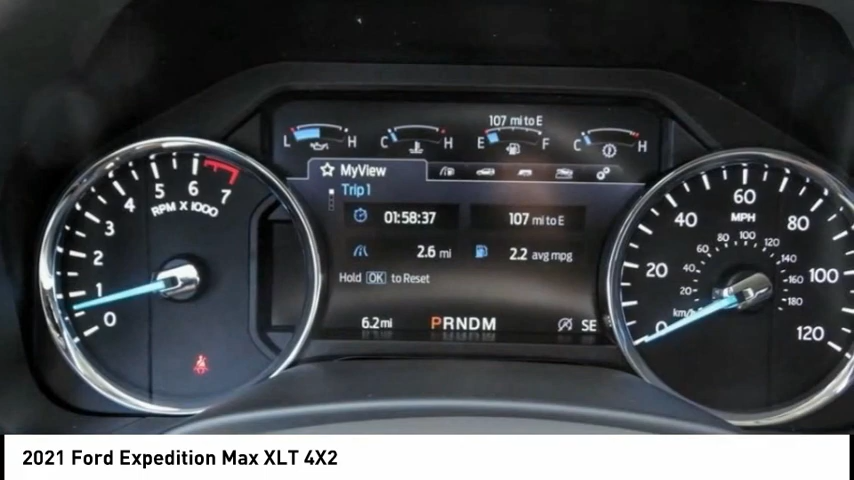 107 mi to E
L H C H E F C H
MyView
Trip 1
01:58:37 107 mi to E
2.6 mi 2.2 avg mpg
Hold OK to Reset
6.2mi PRNDM SE
0 1 2 3 4 5 6 7
RPM X 1000
0 20 40 60 80 100 120
MPH
20 40 60 80 100 120 140 160 180
km/h
2021 Ford Expedition Max XLT 4X2